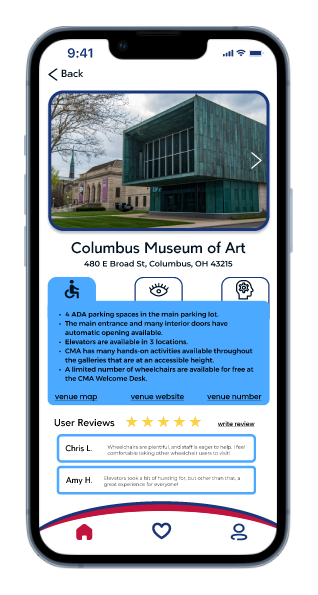 9:41
Back
Columbus Museum of Art
480 E Broad St, Columbus, OH 43215
• 4 ADA parking spaces in the main parking lot.
• The main entrance and many interior doors have
automatic opening available.
• Elevators are available in 3 locations.
• CMA has many hands-on activities available throughout
the galleries that are at an accessible height.
• A limited number of wheelchairs are available for free at
the CMA Welcome Desk.
venue map venue website venue number
User Reviews write review
Chris L. Wheelchairs are plentiful, and staff is eager to help. I feel
comfortable taking other wheelchair users to visit!
Amy H. Elevators took a bit of hunting for, but other than that, a
great experience for everyone!